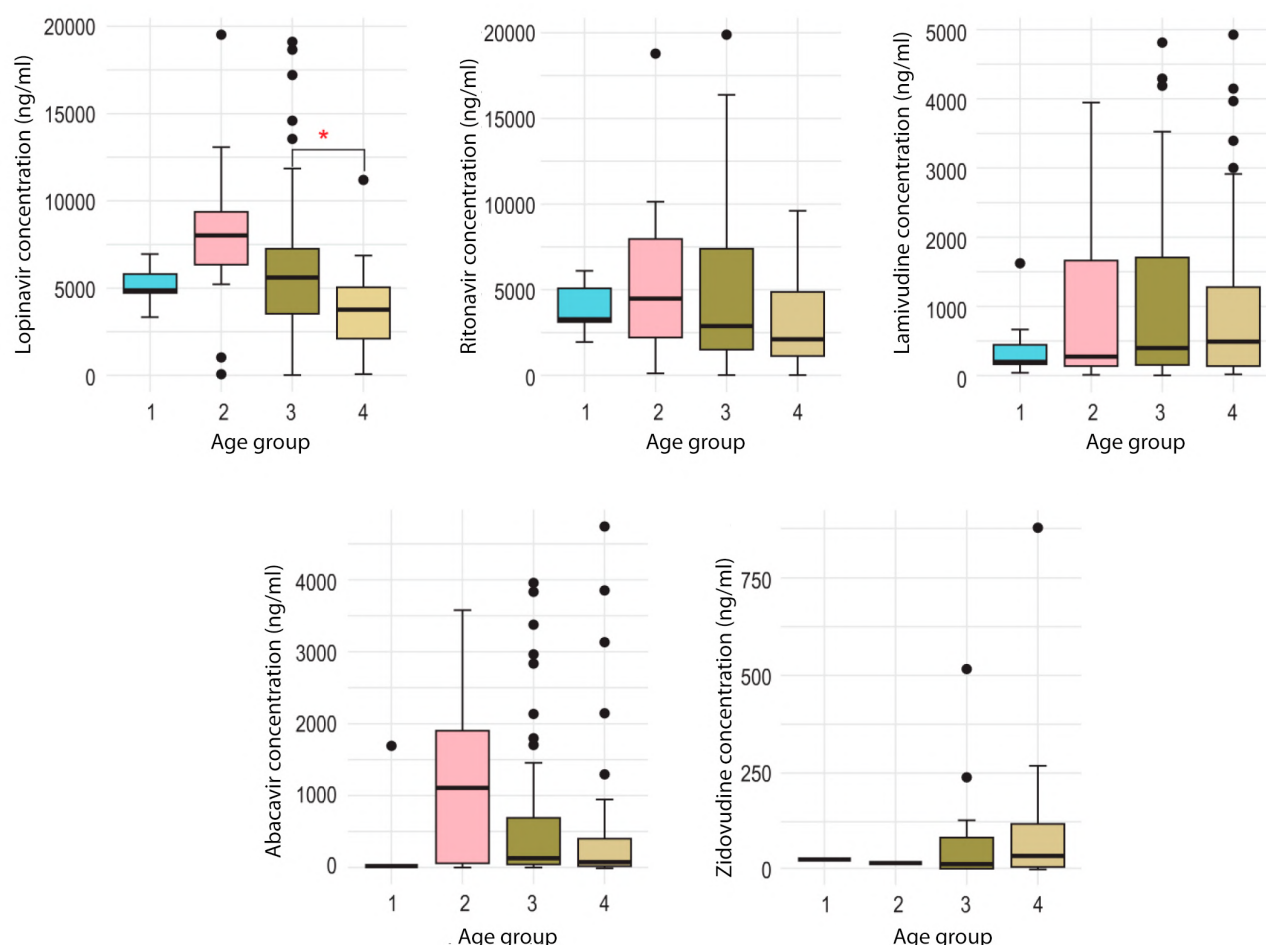 Lopinavir concentration (ng/ml)
20000
15000
10000
5000
0
*
1 2 3 4
Age group
Ritonavir concentration (ng/ml)
20000
15000
10000
5000
0
1 2 3 4
Age group
Lamivudine concentration (ng/ml)
5000
4000
3000
2000
1000
0
1 2 3 4
Age group
Abacavir concentration (ng/ml)
4000
3000
2000
1000
0
1 2 3 4
Age group
Zidovudine concentration (ng/ml)
750
500
250
0
1 2 3 4
Age group